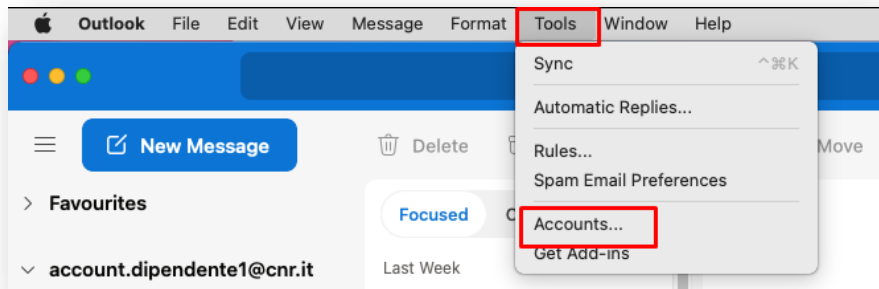 Outlook File Edit View Message Format Tools Window Help
Sync ^⌘K
Automatic Replies...
New Message Delete Move
Rules...
Spam Email Preferences
Favourites
Focused
Accounts...
Get Add-ins
account.dipendente1@cnr.it Last Week